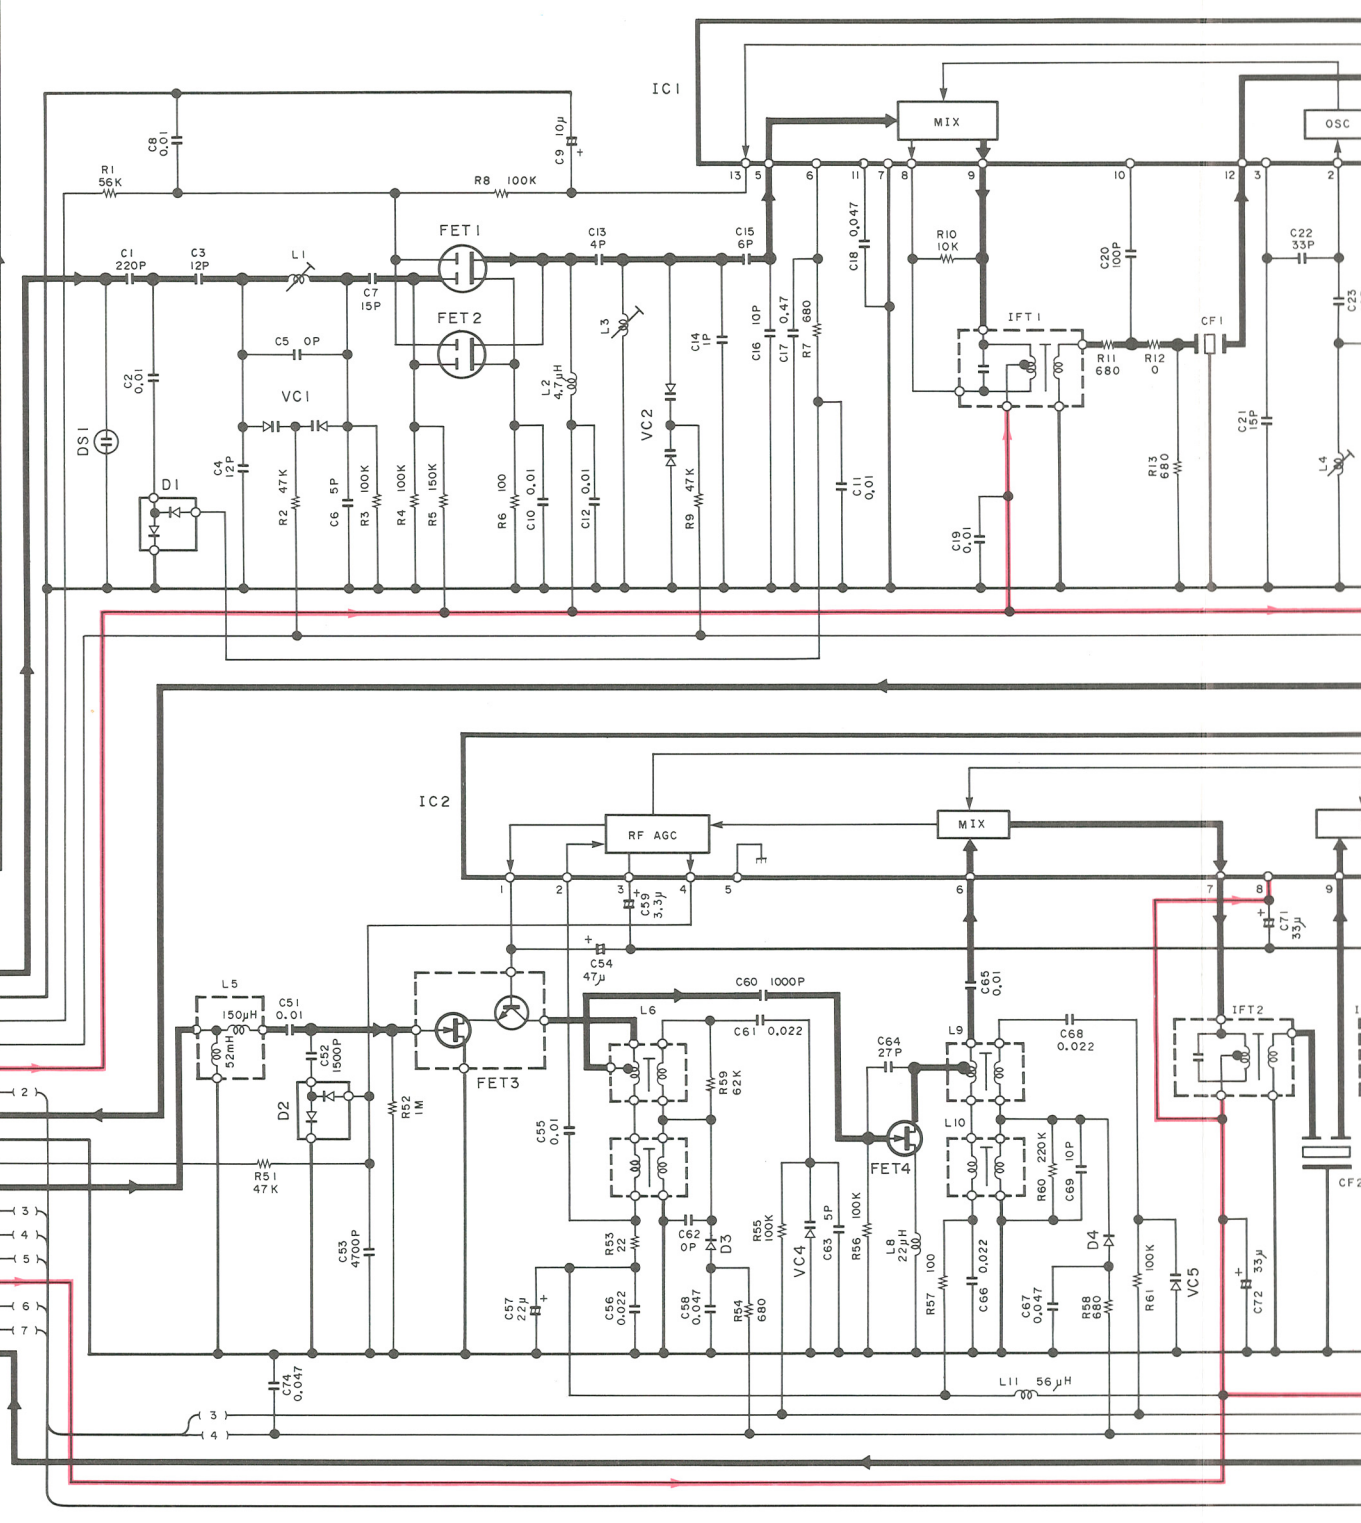 IC1
MIX
OSC
C8
0.01
C9 10μ
+
13
5
6
11
7
8
9
10
12
3
2
R1
56K
R8 100K
C1
220P
C3
12P
L1
C7
15P
FET1
FET2
C13
4P
C15
6P
C18 0.047
R10
10K
C20
100P
C22
33P
C23
C5 0P
VC1
C2
0.01
DS1
D1
C4
12P
R2 47K
C6 5P
R3 100K
R4 100K
R5 150K
R6 100
C10 0.01
L2
4.7μH
C12 0.01
L3
VC2
R9 47K
C14
1P
C16 10P
C17 0.47
R7 680
C11
0.01
IFT1
R11
680
R12
0
CF1
C19
0.01
R13
680
C21
15P
L4
IC2
RF AGC
MIX
1
2
3
4
5
6
7
8
9
+
C59
3.3μ
+
C54
47μ
+
C71
33μ
L5
150μH
52mH
C51
0.01
C52
1500P
D2
R52
1M
FET3
R51
47K
C53
4700P
C74
0.047
L6
C60 1000P
C61 0.022
R59
62K
C55
0.01
C62
0P
D3
R53
22
C57
22μ
+
C56
0.022
C58
0.047
R54
680
R55
100K
VC4
C63 5P
R56 100K
C64
27P
FET4
L8
22μH
R57 100
C65
0.01
L9
L10
C68
0.022
R60 220K
C69 10P
C66 0.022
C67
0.047
D4
R58
680
R61 100K
VC5
C72 33μ
+
IFT2
CF2
L11 56μH
2
3
4
5
6
7
3
4